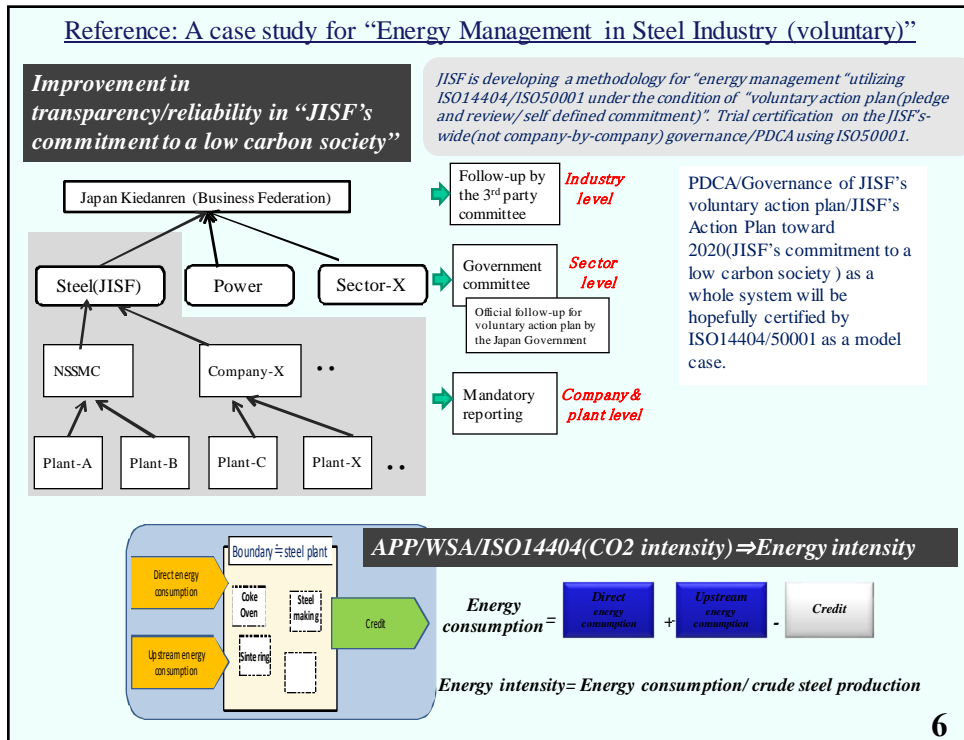 Reference: A case study for “Energy Management in Steel Industry (voluntary)”
Improvement in
transparency/reliability in “JISF’s
commitment to a low carbon society”
JISF is developing a methodology for “energy management “utilizing
ISO14404/ISO50001 under the condition of “voluntary action plan(pledge
and review/ self defined commitment)”. Trial certification on the JISF’s-
wide(not company-by-company) governance/PDCA using ISO50001.
Japan Kiedanren (Business Federation)
Steel(JISF)
Power
Sector-X
NSSMC
Company-X
..
Plant-A
Plant-B
Plant-C
Plant-X
..
Follow-up by
the 3rd party
committee
Industry
level
Government
committee
Sector
level
Official follow-up for
voluntary action plan by
the Japan Government
Mandatory
reporting
Company&
plant level
PDCA/Governance of JISF’s
voluntary action plan/JISF’s
Action Plan toward
2020(JISF’s commitment to a
low carbon society ) as a
whole system will be
hopefully certified by
ISO14404/50001 as a model
case.
Boundary≒steel plant
Direct energy
consumption
Upstream energy
consumption
Coke
Oven
Steel
making
Sintering
Credit
APP/WSA/ISO14404(CO2 intensity)⇒Energy intensity
Energy
consumption
=
Direct
energy
consumption
+
Upstream
energy
consumption
-
Credit
Energy intensity= Energy consumption/ crude steel production
6